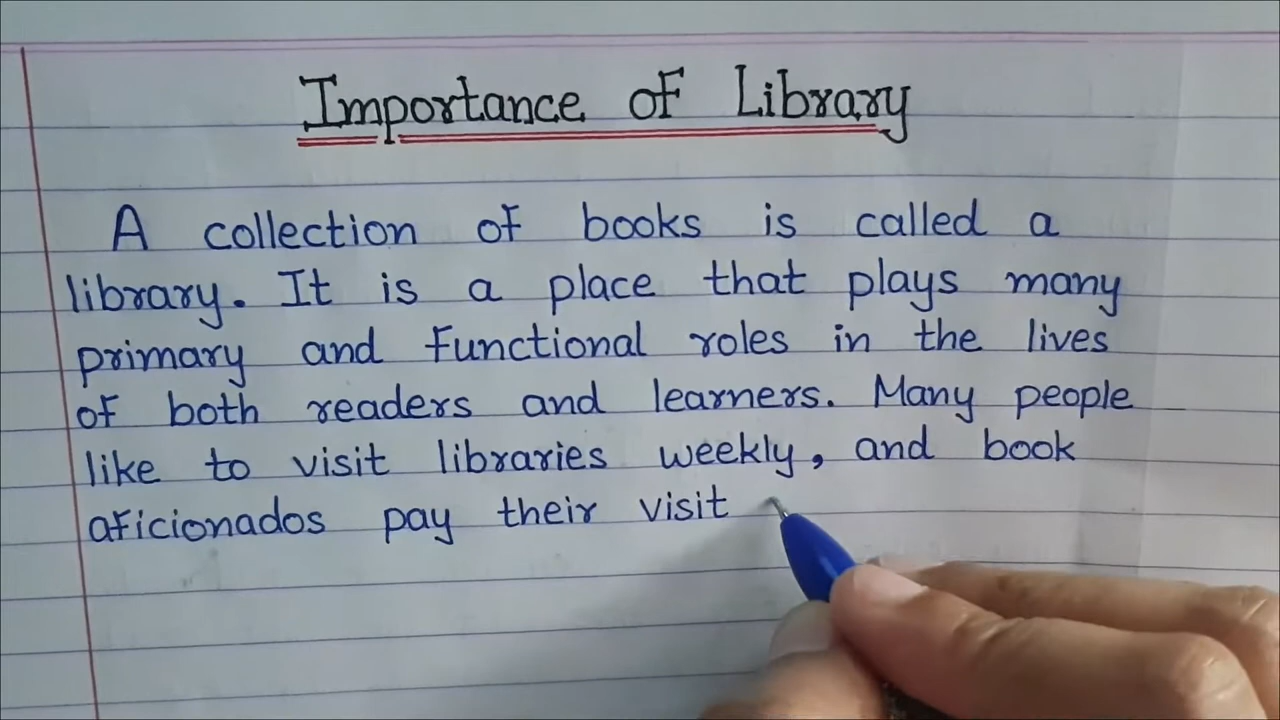 Importance of Library
A collection of books is called a
library. It is a place that plays many
primary and functional roles in the lives
of both readers and learners. Many people
like to visit libraries weekly, and book
aficionados pay their visit